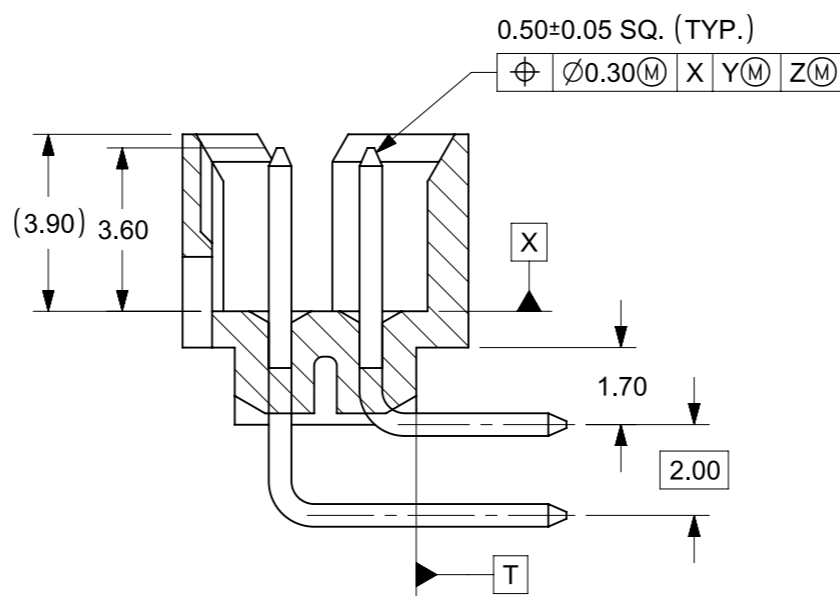 0.50±0.05 SQ. (TYP.)
⌖ ∅0.30Ⓜ X YⓂ ZⓂ
(3.90)
3.60
X
1.70
2.00
T